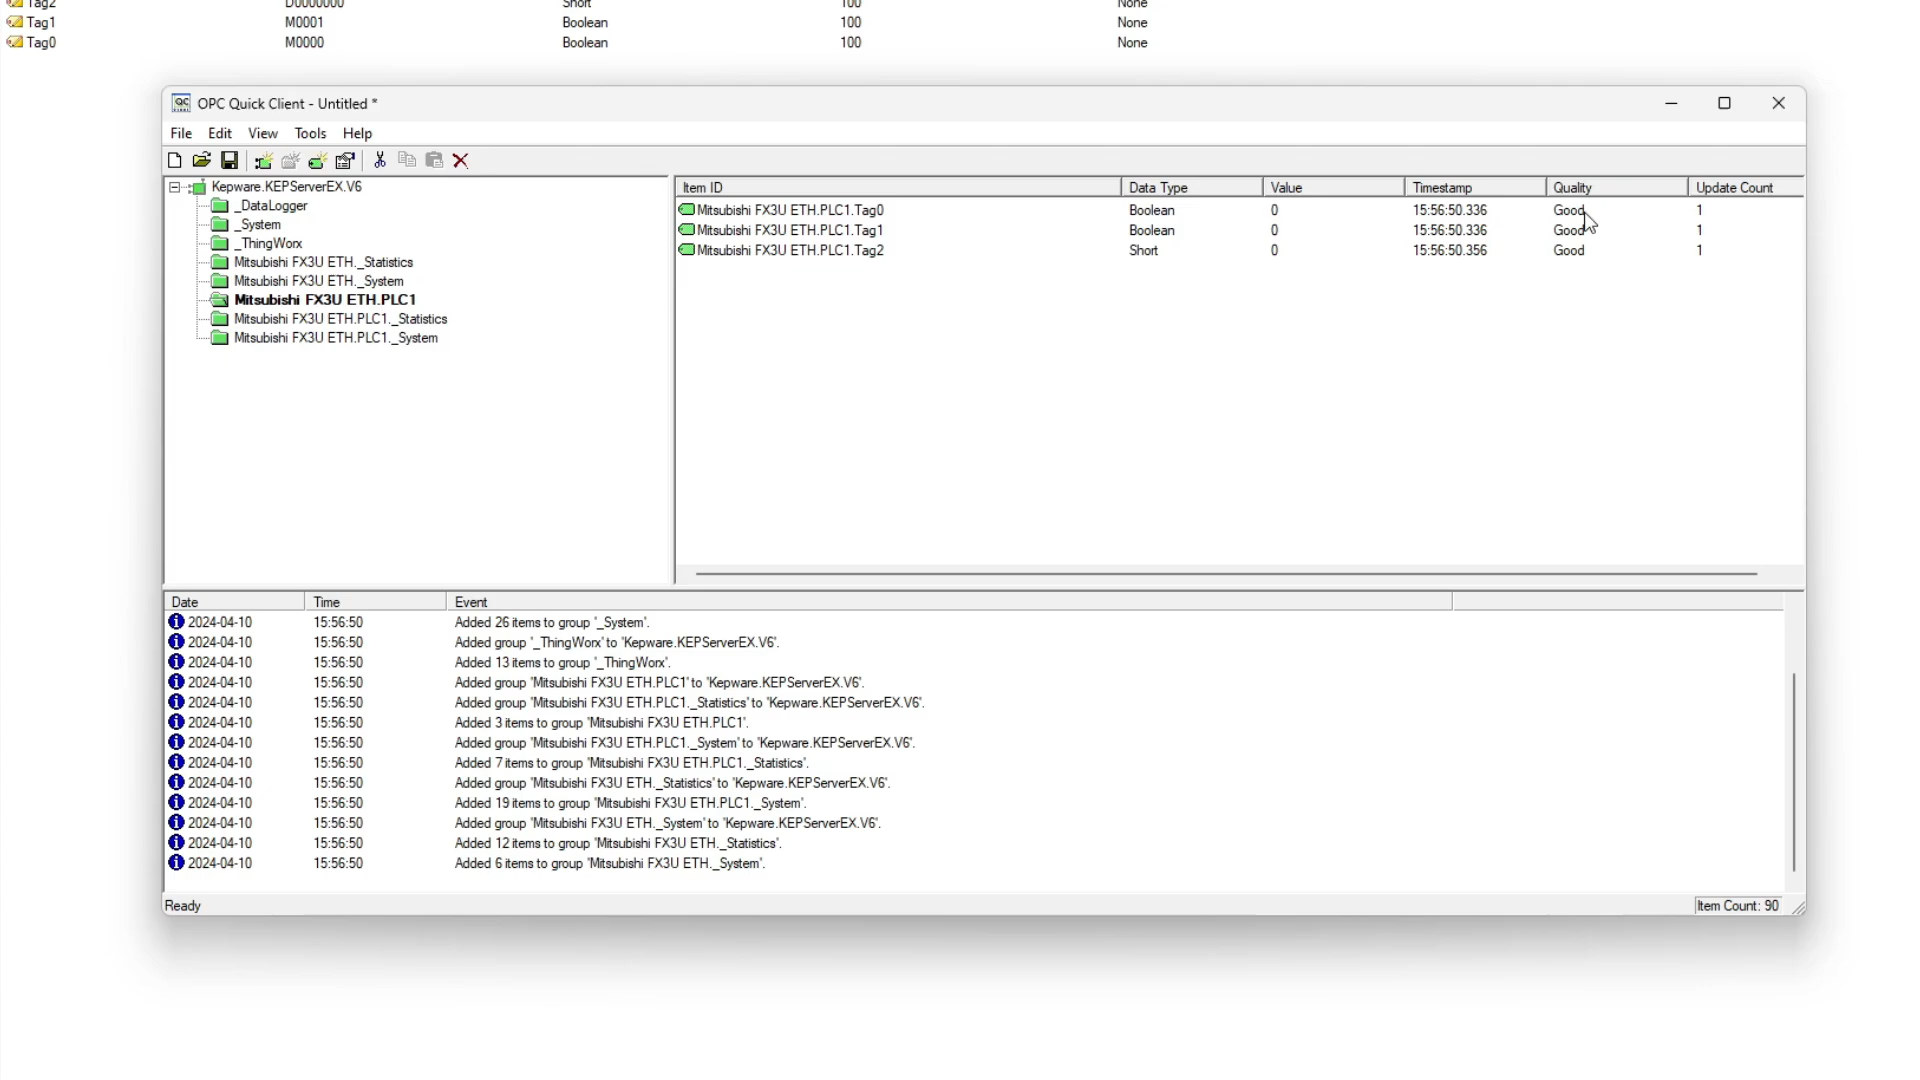 Tag2 D0000000 Short 100 None
Tag1 M0001 Boolean 100 None
Tag0 M0000 Boolean 100 None
OPC Quick Client - Untitled *
File Edit View Tools Help
Kepware.KEPServerEX.V6
_DataLogger
_System
_ThingWorx
Mitsubishi FX3U ETH._Statistics
Mitsubishi FX3U ETH._System
Mitsubishi FX3U ETH.PLC1
Mitsubishi FX3U ETH.PLC1._Statistics
Mitsubishi FX3U ETH.PLC1._System
Item ID Data Type Value Timestamp Quality Update Count
Mitsubishi FX3U ETH.PLC1.Tag0 Boolean 0 15:56:50.336 Good 1
Mitsubishi FX3U ETH.PLC1.Tag1 Boolean 0 15:56:50.336 Good 1
Mitsubishi FX3U ETH.PLC1.Tag2 Short 0 15:56:50.356 Good 1
Date Time Event
2024-04-10 15:56:50 Added 26 items to group '_System'.
2024-04-10 15:56:50 Added group '_ThingWorx' to 'Kepware.KEPServerEX.V6'.
2024-04-10 15:56:50 Added 13 items to group '_ThingWorx'.
2024-04-10 15:56:50 Added group 'Mitsubishi FX3U ETH.PLC1' to 'Kepware.KEPServerEX.V6'.
2024-04-10 15:56:50 Added group 'Mitsubishi FX3U ETH.PLC1._Statistics' to 'Kepware.KEPServerEX.V6'.
2024-04-10 15:56:50 Added 3 items to group 'Mitsubishi FX3U ETH.PLC1'.
2024-04-10 15:56:50 Added group 'Mitsubishi FX3U ETH.PLC1._System' to 'Kepware.KEPServerEX.V6'.
2024-04-10 15:56:50 Added 7 items to group 'Mitsubishi FX3U ETH.PLC1._Statistics'.
2024-04-10 15:56:50 Added group 'Mitsubishi FX3U ETH._Statistics' to 'Kepware.KEPServerEX.V6'.
2024-04-10 15:56:50 Added 19 items to group 'Mitsubishi FX3U ETH.PLC1._System'.
2024-04-10 15:56:50 Added group 'Mitsubishi FX3U ETH._System' to 'Kepware.KEPServerEX.V6'.
2024-04-10 15:56:50 Added 12 items to group 'Mitsubishi FX3U ETH._Statistics'.
2024-04-10 15:56:50 Added 6 items to group 'Mitsubishi FX3U ETH._System'.
Ready Item Count: 90